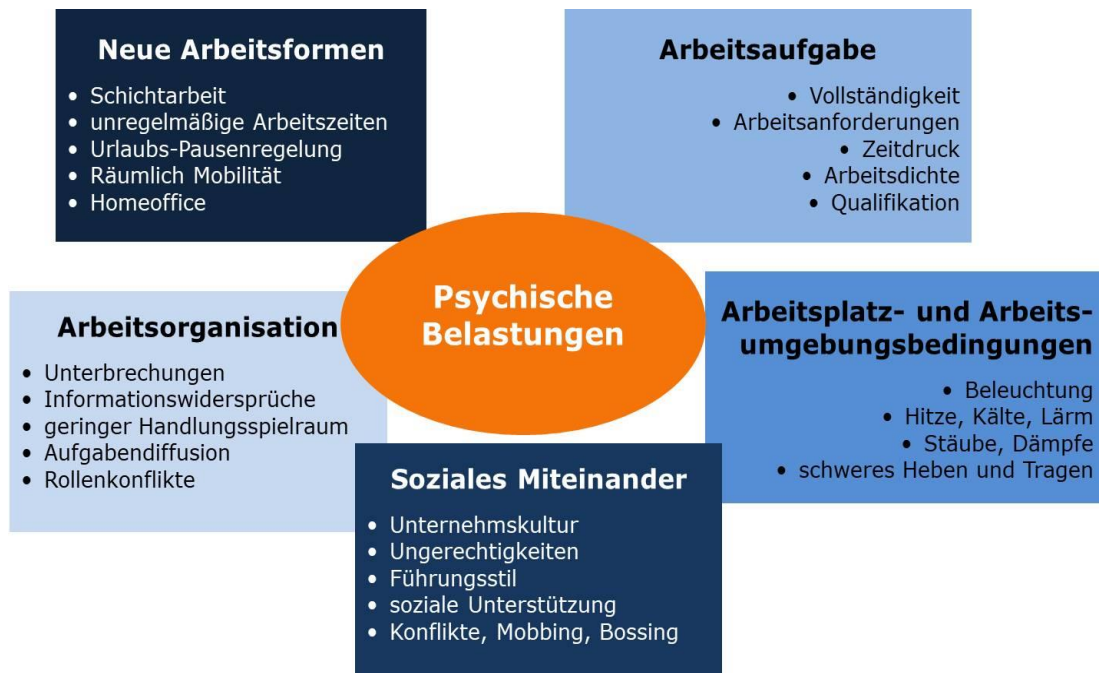 Neue Arbeitsformen
• Schichtarbeit
• unregelmäßige Arbeitszeiten
• Urlaubs-Pausenregelung
• Räumlich Mobilität
• Homeoffice
Arbeitsaufgabe
• Vollständigkeit
• Arbeitsanforderungen
• Zeitdruck
• Arbeitsdichte
• Qualifikation
Psychische
Belastungen
Arbeitsorganisation
• Unterbrechungen
• Informationswidersprüche
• geringer Handlungsspielraum
• Aufgabendiffusion
• Rollenkonflikte
Arbeitsplatz- und Arbeits-
umgebungsbedingungen
• Beleuchtung
• Hitze, Kälte, Lärm
• Stäube, Dämpfe
• schweres Heben und Tragen
Soziales Miteinander
• Unternehmskultur
• Ungerechtigkeiten
• Führungsstil
• soziale Unterstützung
• Konflikte, Mobbing, Bossing